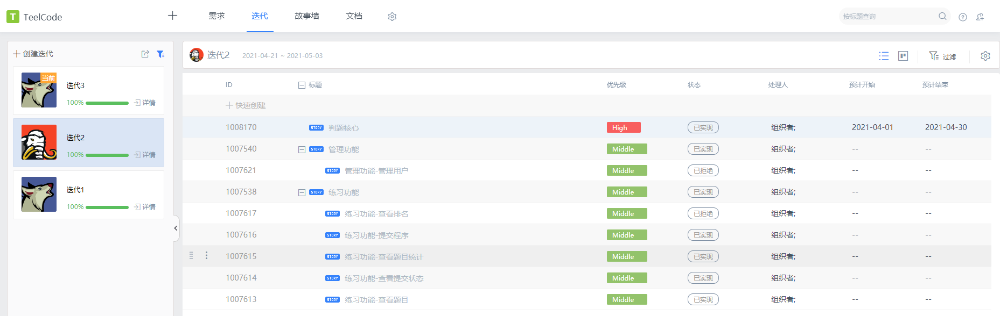 T TeelCode
需求 迭代 故事墙 文档
按标题查询
创建迭代
当前
迭代3
100% 详情
迭代2
100% 详情
迭代1
100% 详情
迭代2 2021-04-21 ~ 2021-05-03
过滤
ID 标题 优先级 状态 处理人 预计开始 预计结束
快速创建
1008170 STORY 判题核心 High 已实现 组织者; 2021-04-01 2021-04-30
1007540 STORY 管理功能 Middle 已实现 组织者; -- --
1007621 STORY 管理功能-管理用户 Middle 已拒绝 组织者; -- --
1007538 STORY 练习功能 Middle 已实现 组织者; -- --
1007617 STORY 练习功能-查看排名 Middle 已拒绝 组织者; -- --
1007616 STORY 练习功能-提交程序 Middle 已实现 组织者; -- --
1007615 STORY 练习功能-查看题目统计 Middle 已实现 组织者; -- --
1007614 STORY 练习功能-查看提交状态 Middle 已实现 组织者; -- --
1007613 STORY 练习功能-查看题目 Middle 已实现 组织者; -- --